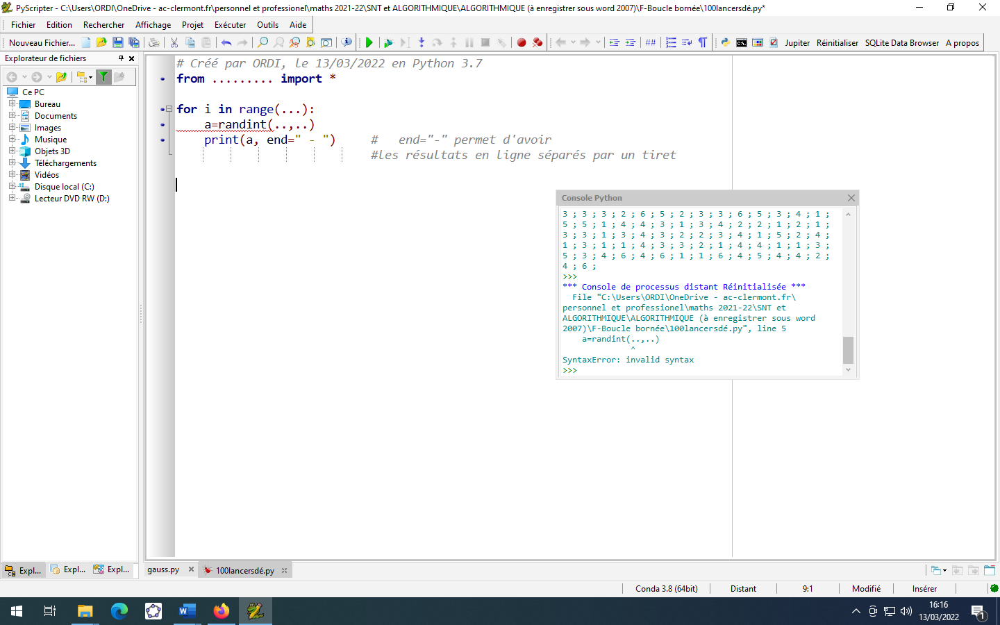 PyScripter - C:\Users\ORDI\OneDrive - ac-clermont.fr\personnel et professionel\maths 2021-22\SNT et ALGORITHMIQUE\ALGORITHMIQUE (à enregistrer sous word 2007)\F-Boucle bornée\100lancersdé.py*
Fichier Edition Rechercher Affichage Projet Exécuter Outils Aide
Nouveau Fichier... ## Jupiter Réinitialiser SQLite Data Browser A propos
Explorateur de fichiers
Ce PC
Bureau
Documents
Images
Musique
Objets 3D
Téléchargements
Vidéos
Disque local (C:)
Lecteur DVD RW (D:)
Expl... Expl... Expl...
# Créé par ORDI, le 13/03/2022 en Python 3.7
from ......... import *
for i in range(...):
a=randint(..,..)
print(a, end=" - ") # end="-" permet d'avoir
#les résultats en ligne séparés par un tiret
Console Python
3 ; 3 ; 3 ; 2 ; 6 ; 5 ; 2 ; 3 ; 3 ; 6 ; 5 ; 3 ; 4 ; 1 ;
5 ; 5 ; 1 ; 4 ; 4 ; 3 ; 1 ; 3 ; 4 ; 2 ; 2 ; 1 ; 2 ; 1 ;
3 ; 3 ; 1 ; 3 ; 4 ; 3 ; 2 ; 2 ; 3 ; 4 ; 1 ; 5 ; 2 ; 4 ;
1 ; 3 ; 1 ; 1 ; 4 ; 3 ; 3 ; 2 ; 1 ; 4 ; 4 ; 1 ; 1 ; 3 ;
5 ; 3 ; 4 ; 6 ; 4 ; 6 ; 1 ; 1 ; 6 ; 4 ; 5 ; 4 ; 4 ; 2 ;
4 ; 6 ;
>>>
*** Console de processus distant Réinitialisée ***
File "C:\Users\ORDI\OneDrive - ac-clermont.fr\
personnel et professionel\maths 2021-22\SNT et
ALGORITHMIQUE\ALGORITHMIQUE (à enregistrer sous word
2007)\F-Boucle bornée\100lancersdé.py", line 5
a=randint(..,..)
^
SyntaxError: invalid syntax
>>>
gauss.py 100lancersdé.py
Conda 3.8 (64bit) Distant 9:1 Modifié Insérer
16:16
13/03/2022
1